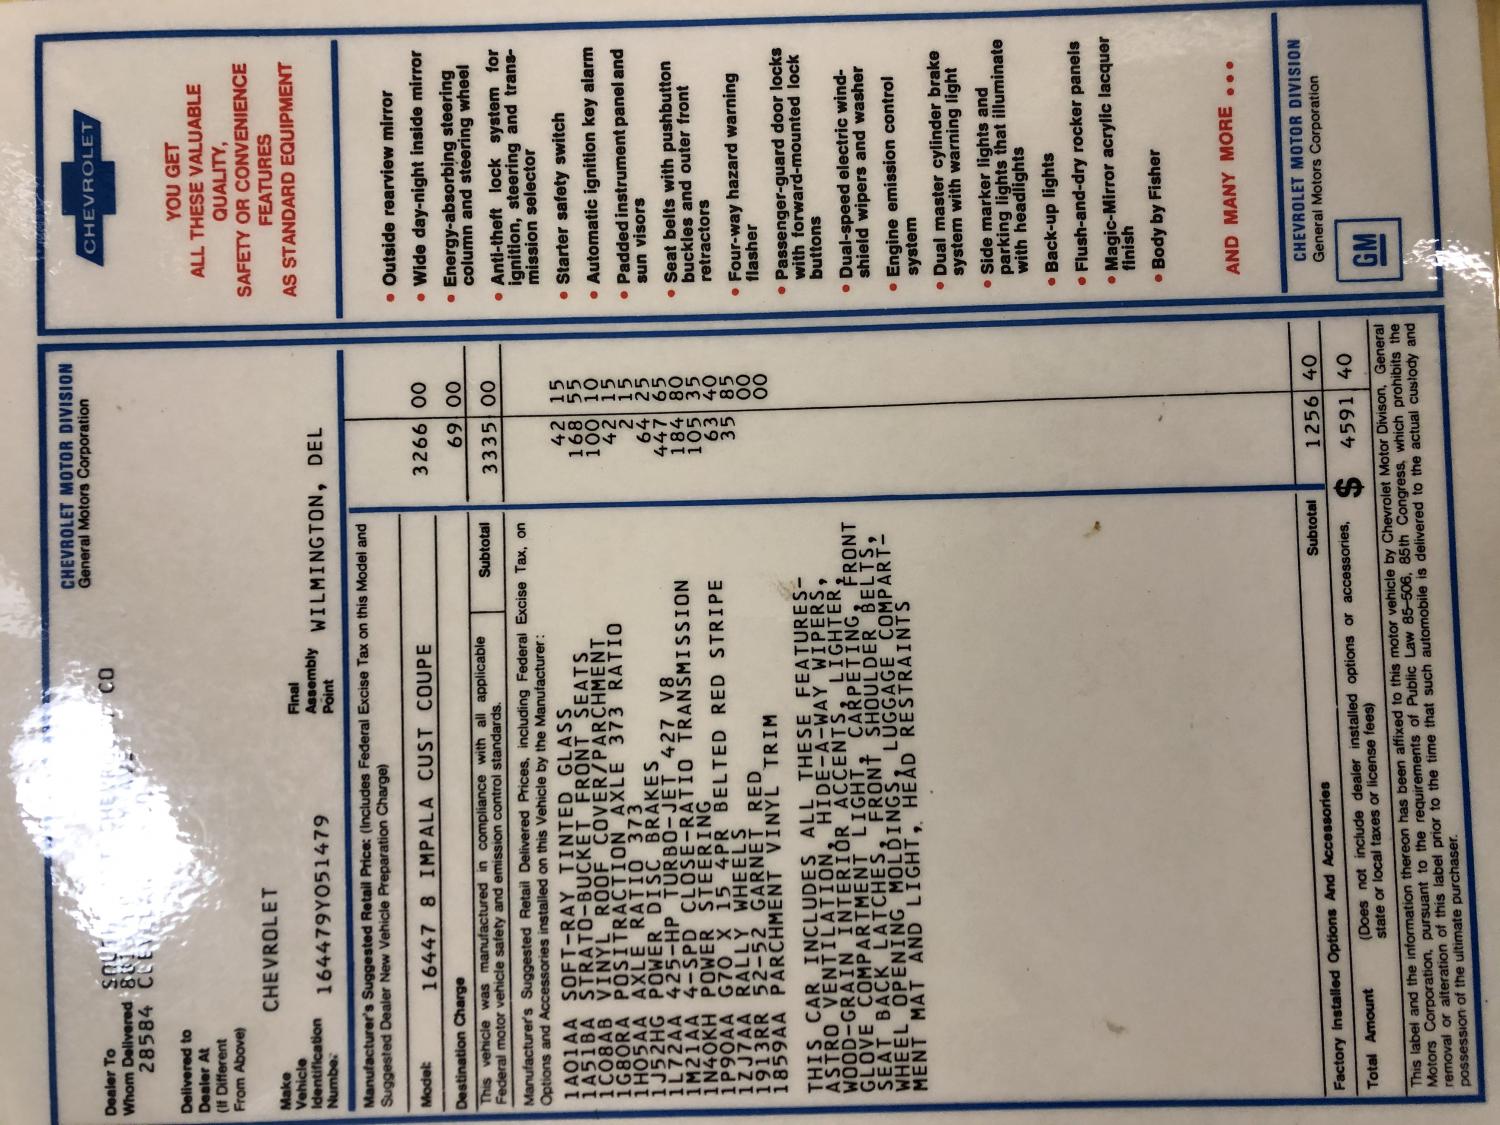 CHEVROLET MOTOR DIVISION
General Motors Corporation
Dealer To
Whom Delivered
28584
CO
Delivered to
Dealer At
(If Different
From Above)
Make CHEVROLET
Vehicle
Identification
Number: 164479Y051479
Final
Assembly
Point WILMINGTON, DEL
Manufacturer's Suggested Retail Price: (Includes Federal Excise Tax on this Model and
Suggested Dealer New Vehicle Preparation Charge)
Model: 16447 8 IMPALA CUST COUPE 3266 00
Destination Charge 69 00
This vehicle was manufactured in compliance with all applicable
Federal motor vehicle safety and emission control standards.
Subtotal 3335 00
Manufacturer's Suggested Retail Delivered Prices, including Federal Excise Tax, on
Options and Accessories installed on this Vehicle by the Manufacturer:
1A01AA SOFT-RAY TINTED GLASS 42 15
1A51BA STRATO-BUCKET FRONT SEATS 168 55
1C08AB VINYL ROOF COVER/PARCHMENT 100 10
1G80RA POSITRACTION AXLE 373 RATIO 42 15
1H05AA AXLE RATIO 373 2 15
1J52HG POWER DISC BRAKES 64 25
1L72AA 425-HP TURBO-JET 427 V8 447 65
1M21AA 4-SPD CLOSE-RATIO TRANSMISSION 184 80
1N40KH POWER STEERING 105 35
1P90AA G70 X 15 4PR BELTED RED STRIPE 63 40
1ZJ7AA RALLY WHEELS 35 85
1913RR 52-52 GARNET RED 00
1859AA PARCHMENT VINYL TRIM 00
THIS CAR INCLUDES ALL THESE FEATURES-
ASTRO VENTILATION, HIDE-A-WAY WIPERS,
WOOD-GRAIN INTERIOR ACCENTS, LIGHTER,
GLOVE COMPARTMENT LIGHT, CARPETING, FRONT
SEAT BACK LATCHES, FRONT SHOULDER BELTS,
WHEEL OPENING MOLDINGS, LUGGAGE COMPART-
MENT MAT AND LIGHT, HEAD RESTRAINTS
Factory Installed Options And Accessories Subtotal 1256 40
Total Amount (Does not include dealer installed options or accessories,
state or local taxes or license fees) $ 4591 40
This label and the information thereon has been affixed to this motor vehicle by Chevrolet Motor Divison, General
Motors Corporation, pursuant to the requirements of Public Law 85-506, 85th Congress, which prohibits the
removal or alteration of this label prior to the time that such automobile is delivered to the actual custody and
possession of the ultimate purchaser.
CHEVROLET
YOU GET
ALL THESE VALUABLE
QUALITY,
SAFETY OR CONVENIENCE
FEATURES
AS STANDARD EQUIPMENT
• Outside rearview mirror
• Wide day-night inside mirror
• Energy-absorbing steering
column and steering wheel
• Anti-theft lock system for
ignition, steering and trans-
mission selector
• Starter safety switch
• Automatic ignition key alarm
• Padded instrument panel and
sun visors
• Seat belts with pushbutton
buckles and outer front
retractors
• Four-way hazard warning
flasher
• Passenger-guard door locks
with forward-mounted lock
buttons
• Dual-speed electric wind-
shield wipers and washer
• Engine emission control
system
• Dual master cylinder brake
system with warning light
• Side marker lights and
parking lights that illuminate
with headlights
• Back-up lights
• Flush-and-dry rocker panels
• Magic-Mirror acrylic lacquer
finish
• Body by Fisher
AND MANY MORE • • •
CHEVROLET MOTOR DIVISION
General Motors Corporation
GM